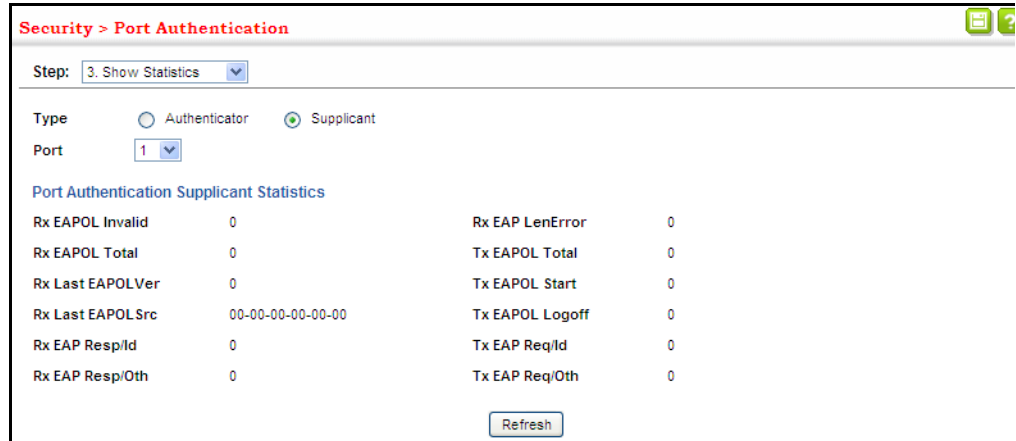 Security > Port Authentication
?
Step: 3. Show Statistics
Type Authenticator Supplicant
Port 1
Port Authentication Supplicant Statistics
Rx EAPOL Invalid 0 Rx EAP LenError 0
Rx EAPOL Total 0 Tx EAPOL Total 0
Rx Last EAPOLVer 0 Tx EAPOL Start 0
Rx Last EAPOLSrc 00-00-00-00-00-00 Tx EAPOL Logoff 0
Rx EAP Resp/Id 0 Tx EAP Req/Id 0
Rx EAP Resp/Oth 0 Tx EAP Req/Oth 0
Refresh